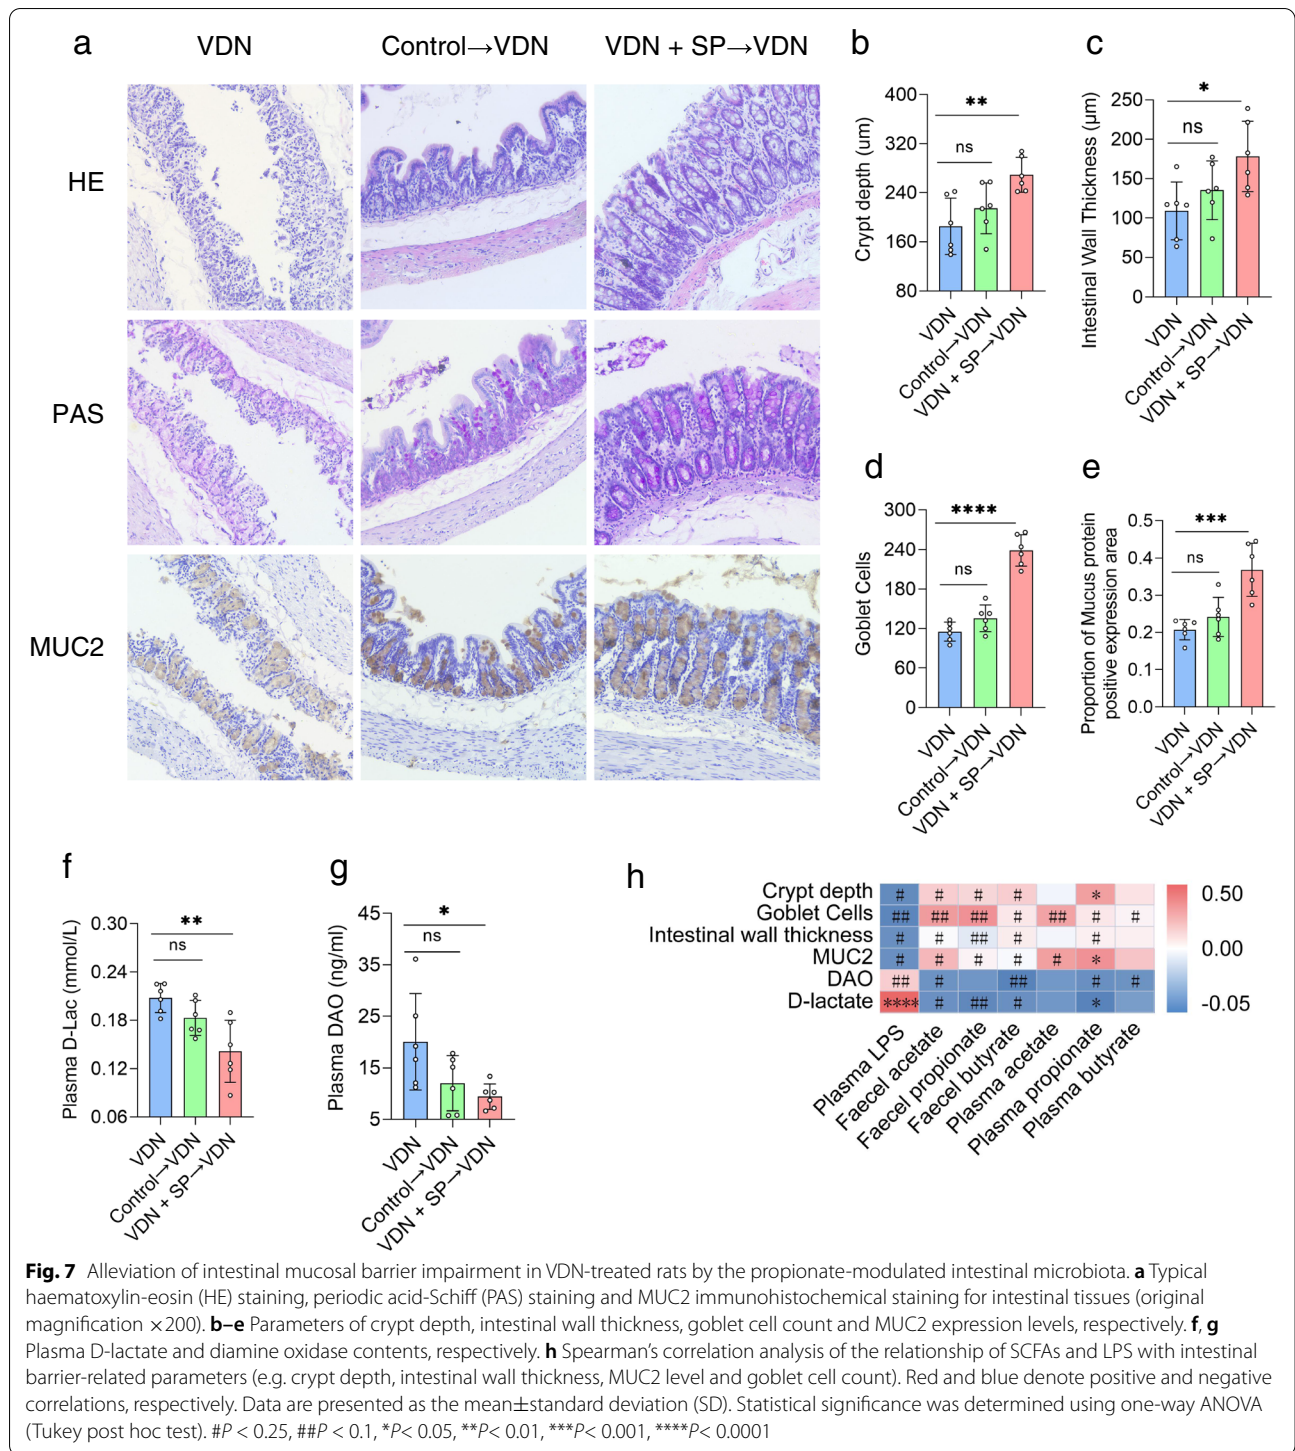 a
VDN
Control→VDN
VDN + SP→VDN
HE
PAS
MUC2
b
Crypt depth (um)
400
320
240
160
80
**
ns
VDN
Control→VDN
VDN + SP→VDN
c
Intestinal Wall Thickness (μm)
250
200
150
100
50
0
*
ns
VDN
Control→VDN
VDN + SP→VDN
d
Goblet Cells
300
240
180
120
60
0
****
ns
VDN
Control→VDN
VDN + SP→VDN
e
Proportion of Mucus protein
positive expression area
0.5
0.4
0.3
0.2
0.1
0.0
***
ns
VDN
Control→VDN
VDN + SP→VDN
f
Plasma D-Lac (mmol/L)
0.30
0.24
0.18
0.12
0.06
**
ns
VDN
Control→VDN
VDN + SP→VDN
g
Plasma DAO (ng/ml)
45
35
25
15
5
*
ns
VDN
Control→VDN
VDN + SP→VDN
h
Crypt depth # # # # *
Goblet Cells ## ## ## # ## # #
Intestinal wall thickness # # ## # #
MUC2 # # # # # *
DAO ## # ## # #
D-lactate **** # ## # *
Plasma LPS
Faecel acetate
Faecel propionate
Faecel butyrate
Plasma acetate
Plasma propionate
Plasma butyrate
0.50
0.00
-0.05
Fig. 7 Alleviation of intestinal mucosal barrier impairment in VDN-treated rats by the propionate-modulated intestinal microbiota. a Typical
haematoxylin-eosin (HE) staining, periodic acid-Schiff (PAS) staining and MUC2 immunohistochemical staining for intestinal tissues (original
magnification ×200). b–e Parameters of crypt depth, intestinal wall thickness, goblet cell count and MUC2 expression levels, respectively. f, g
Plasma D-lactate and diamine oxidase contents, respectively. h Spearman's correlation analysis of the relationship of SCFAs and LPS with intestinal
barrier-related parameters (e.g. crypt depth, intestinal wall thickness, MUC2 level and goblet cell count). Red and blue denote positive and negative
correlations, respectively. Data are presented as the mean±standard deviation (SD). Statistical significance was determined using one-way ANOVA
(Tukey post hoc test). #P < 0.25, ##P < 0.1, *P< 0.05, **P< 0.01, ***P< 0.001, ****P< 0.0001